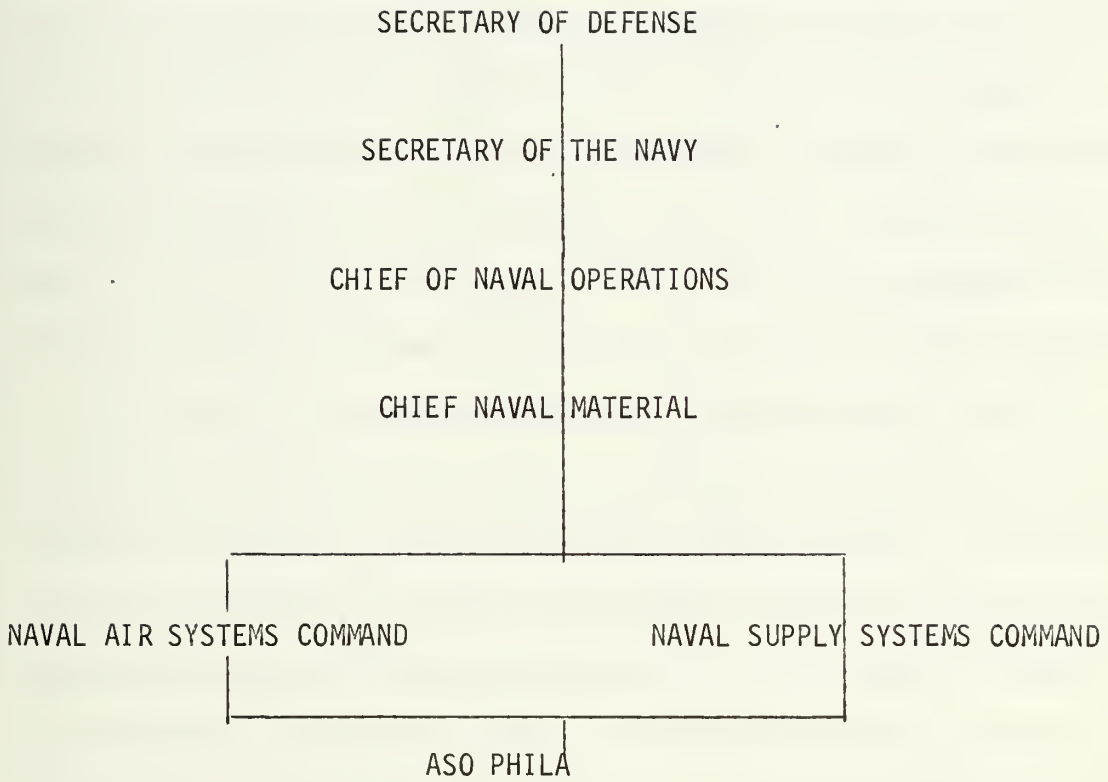 SECRETARY OF DEFENSE
SECRETARY OF THE NAVY
CHIEF OF NAVAL OPERATIONS
CHIEF NAVAL MATERIAL
NAVAL AIR SYSTEMS COMMAND NAVAL SUPPLY SYSTEMS COMMAND
ASO PHILA